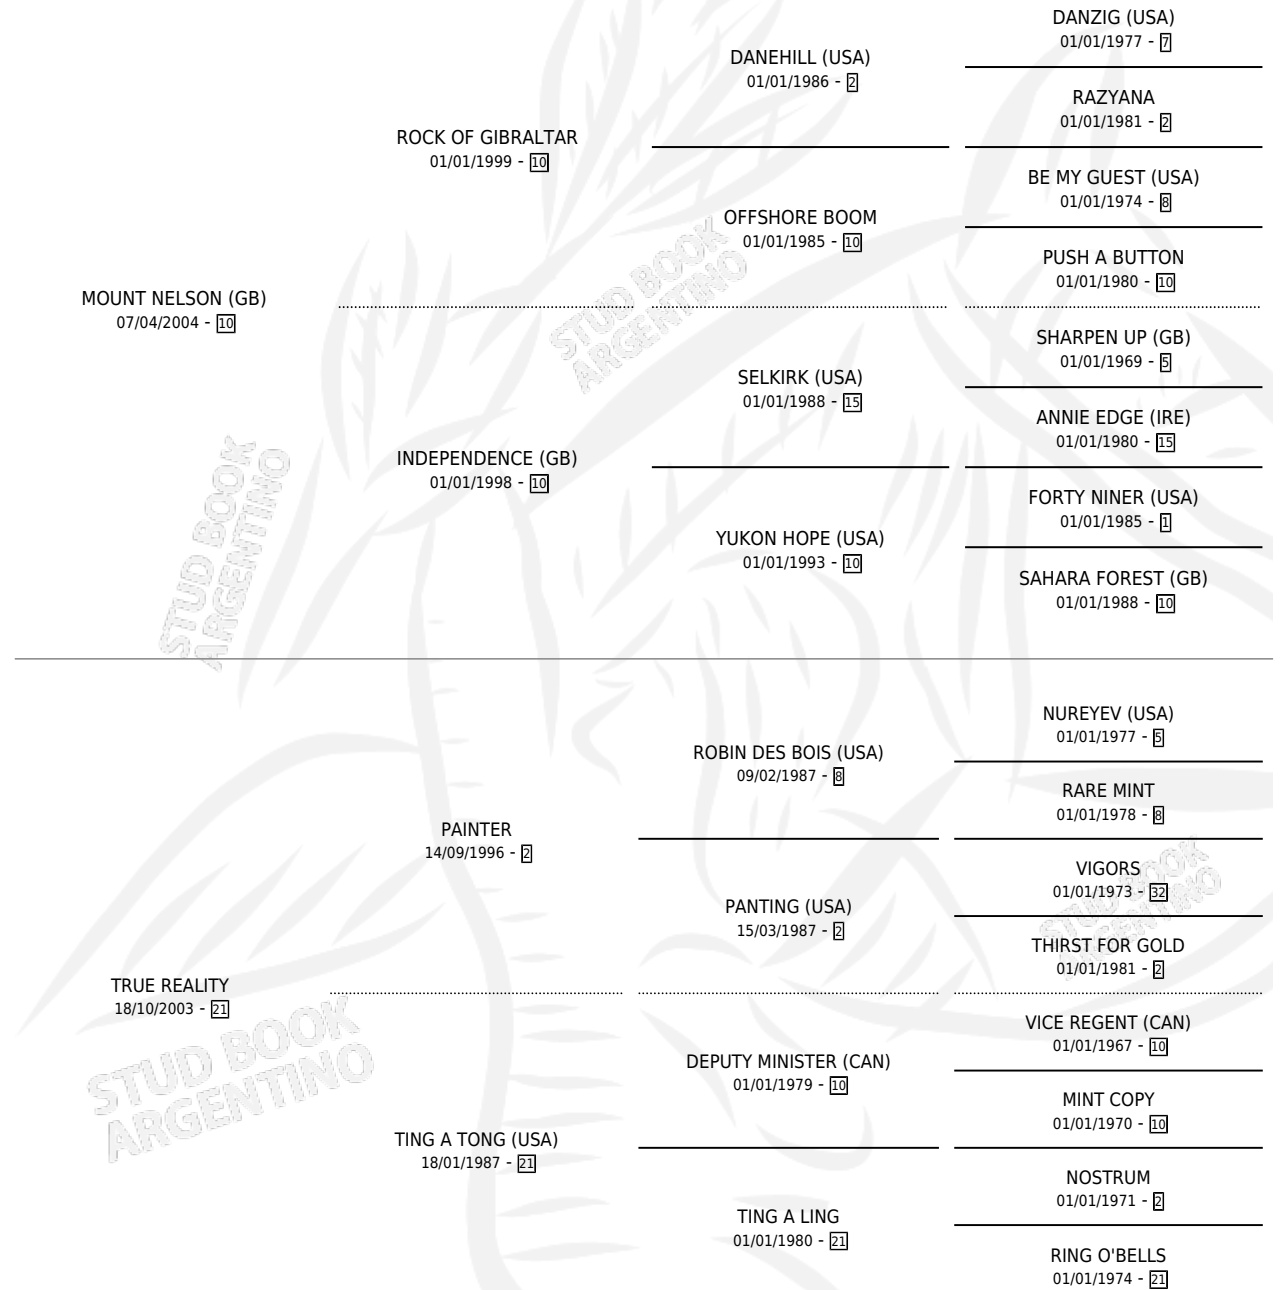 DANZIG (USA)
01/01/1977 - 7
DANEHILL (USA)
01/01/1986 - 2
RAZYANA
01/01/1981 - 2
ROCK OF GIBRALTAR
01/01/1999 - 10
BE MY GUEST (USA)
01/01/1974 - 8
OFFSHORE BOOM
01/01/1985 - 10
PUSH A BUTTON
01/01/1980 - 10
MOUNT NELSON (GB)
07/04/2004 - 10
SHARPEN UP (GB)
01/01/1969 - 5
SELKIRK (USA)
01/01/1988 - 15
ANNIE EDGE (IRE)
01/01/1980 - 15
INDEPENDENCE (GB)
01/01/1998 - 10
FORTY NINER (USA)
01/01/1985 - 1
YUKON HOPE (USA)
01/01/1993 - 10
SAHARA FOREST (GB)
01/01/1988 - 10
NUREYEV (USA)
01/01/1977 - 5
ROBIN DES BOIS (USA)
09/02/1987 - 8
RARE MINT
01/01/1978 - 8
PAINTER
14/09/1996 - 2
VIGORS
01/01/1973 - 32
PANTING (USA)
15/03/1987 - 2
THIRST FOR GOLD
01/01/1981 - 2
TRUE REALITY
18/10/2003 - 21
VICE REGENT (CAN)
01/01/1967 - 10
DEPUTY MINISTER (CAN)
01/01/1979 - 10
MINT COPY
01/01/1970 - 10
TING A TONG (USA)
18/01/1987 - 21
NOSTRUM
01/01/1971 - 2
TING A LING
01/01/1980 - 21
RING O'BELLS
01/01/1974 - 21
STUD BOOK
ARGENTINO
STUD BOOK
ARGENTINO
STUD BOOK
ARGENTINO
STUD BOOK
ARGENTINO